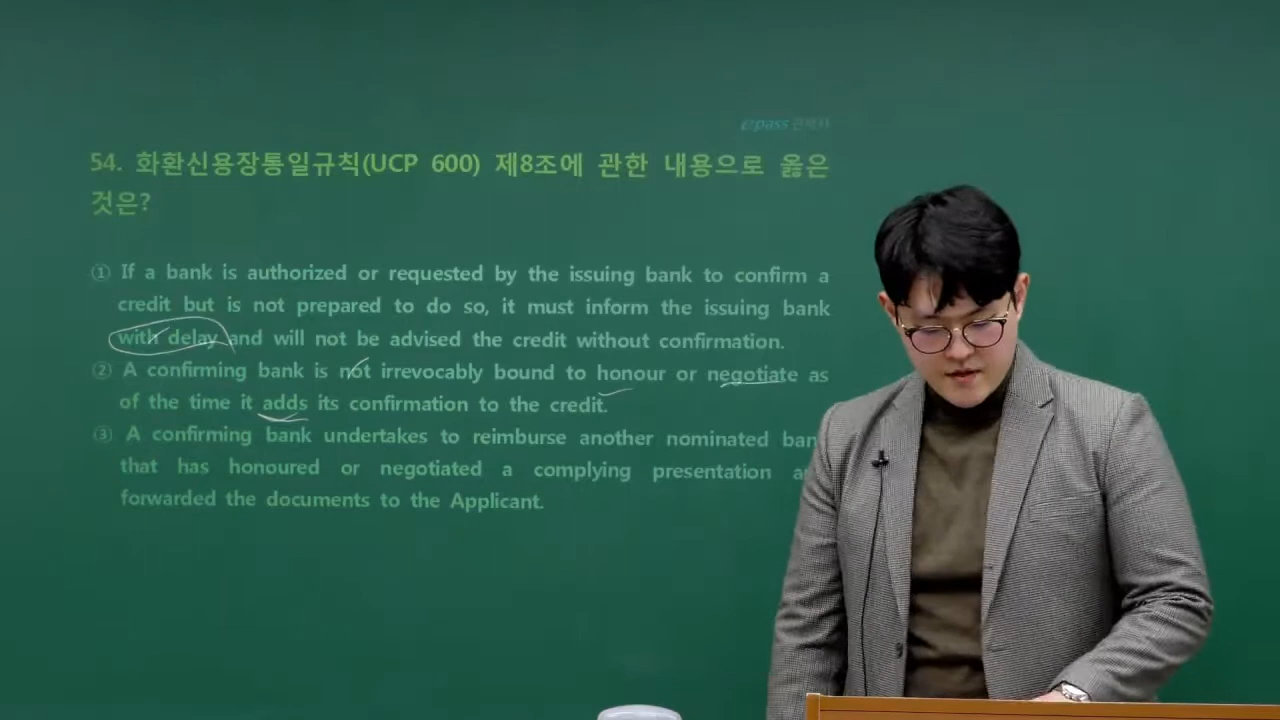 epass 관세사
54. 화환신용장통일규칙(UCP 600) 제8조에 관한 내용으로 옳은
것은?
① If a bank is authorized or requested by the issuing bank to confirm a
credit but is not prepared to do so, it must inform the issuing bank
with delay and will not be advised the credit without confirmation.
② A confirming bank is not irrevocably bound to honour or negotiate as
of the time it adds its confirmation to the credit.
③ A confirming bank undertakes to reimburse another nominated ban
that has honoured or negotiated a complying presentation a
forwarded the documents to the Applicant.